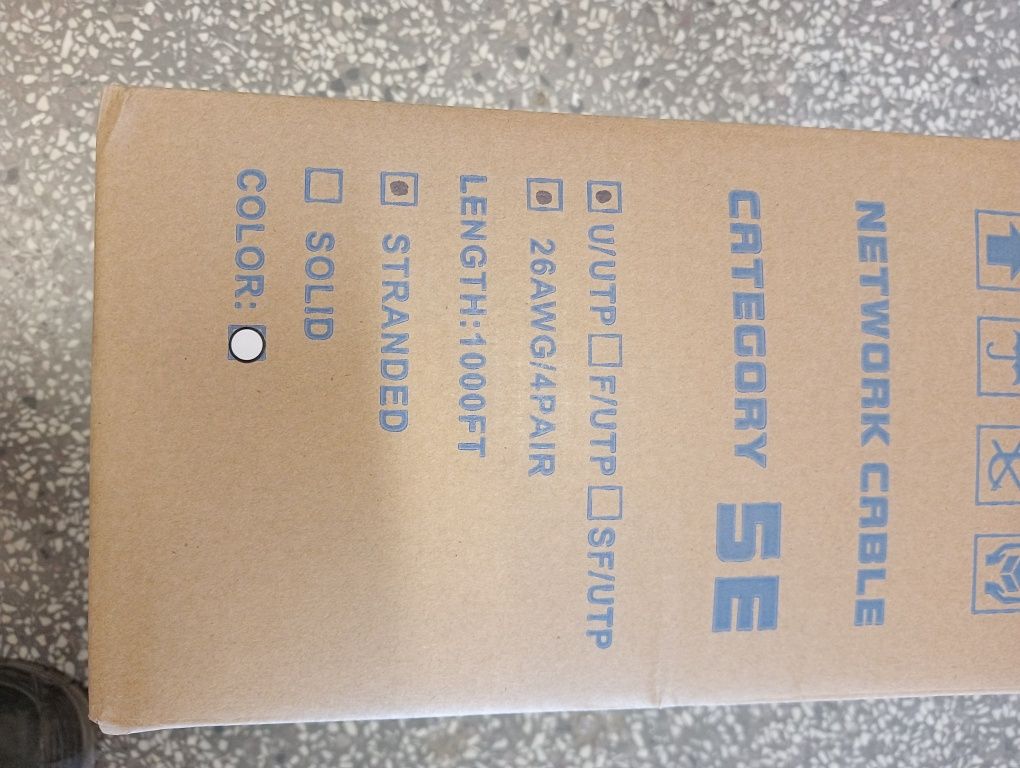 NETWORK CABLE
CATEGORY 5E
U/UTP F/UTP SF/UTP
26AWG/4PAIR
LENGTH:1000FT
STRANDED
SOLID
COLOR: